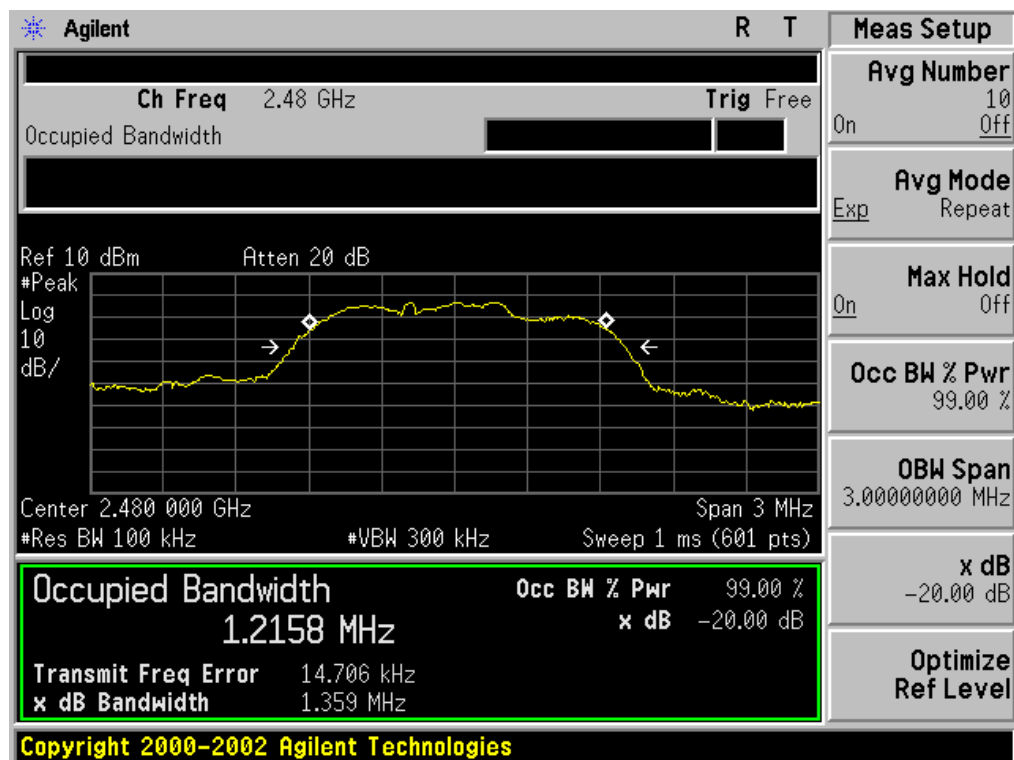 Agilent R T
Ch Freq 2.48 GHz Trig Free
Occupied Bandwidth
Ref 10 dBm Atten 20 dB
#Peak
Log
10
dB/
Center 2.480 000 GHz Span 3 MHz
#Res BW 100 kHz #VBW 300 kHz Sweep 1 ms (601 pts)
Occupied Bandwidth Occ BW % Pwr 99.00 %
1.2158 MHz x dB -20.00 dB
Transmit Freq Error 14.706 kHz
x dB Bandwidth 1.359 MHz
Copyright 2000-2002 Agilent Technologies
Meas Setup
Avg Number
10
On Off
Avg Mode
Exp Repeat
Max Hold
On Off
Occ BW % Pwr
99.00 %
OBW Span
3.00000000 MHz
x dB
-20.00 dB
Optimize
Ref Level